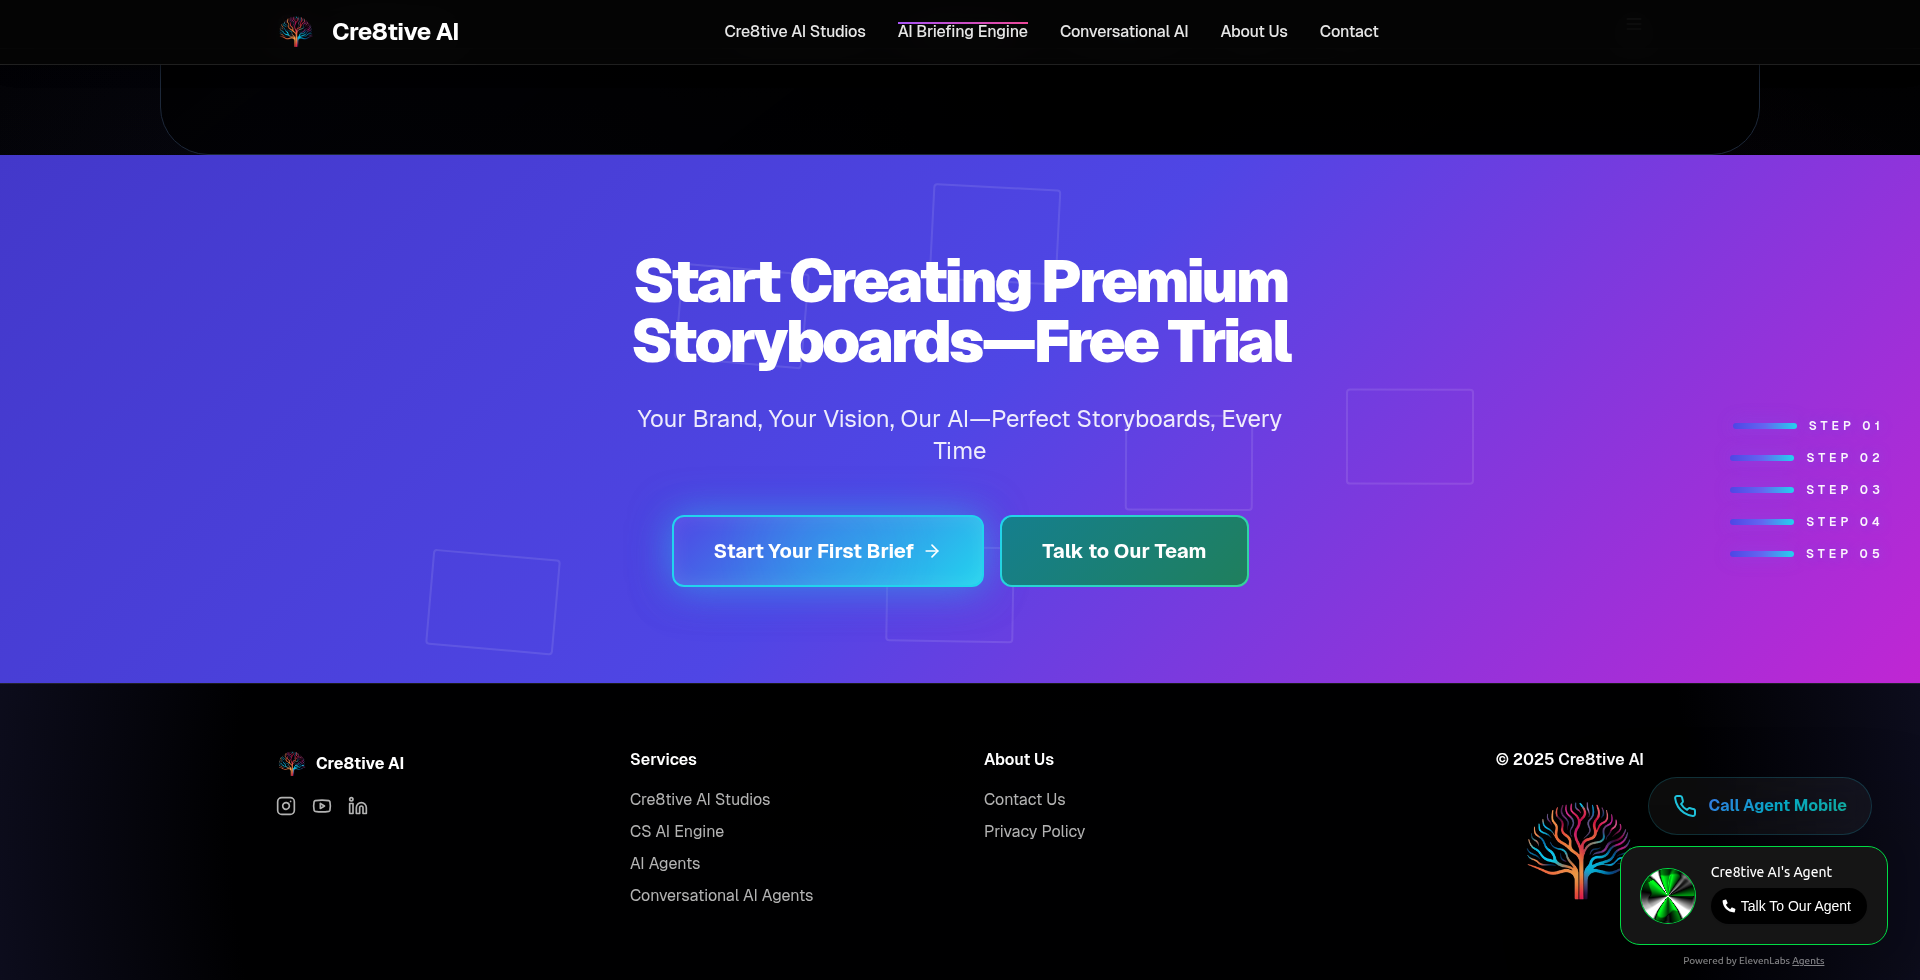 Cre8tive AI
Cre8tive AI Studios
AI Briefing Engine
Conversational AI
About Us
Contact
Start Creating Premium
Storyboards—Free Trial
Your Brand, Your Vision, Our AI—Perfect Storyboards, Every
Time
Start Your First Brief
Talk to Our Team
STEP 01
STEP 02
STEP 03
STEP 04
STEP 05
Cre8tive AI
Services
Cre8tive AI Studios
CS AI Engine
AI Agents
Conversational AI Agents
About Us
Contact Us
Privacy Policy
© 2025 Cre8tive AI
Call Agent Mobile
Cre8tive AI's Agent
Talk To Our Agent
Powered by ElevenLabs Agents